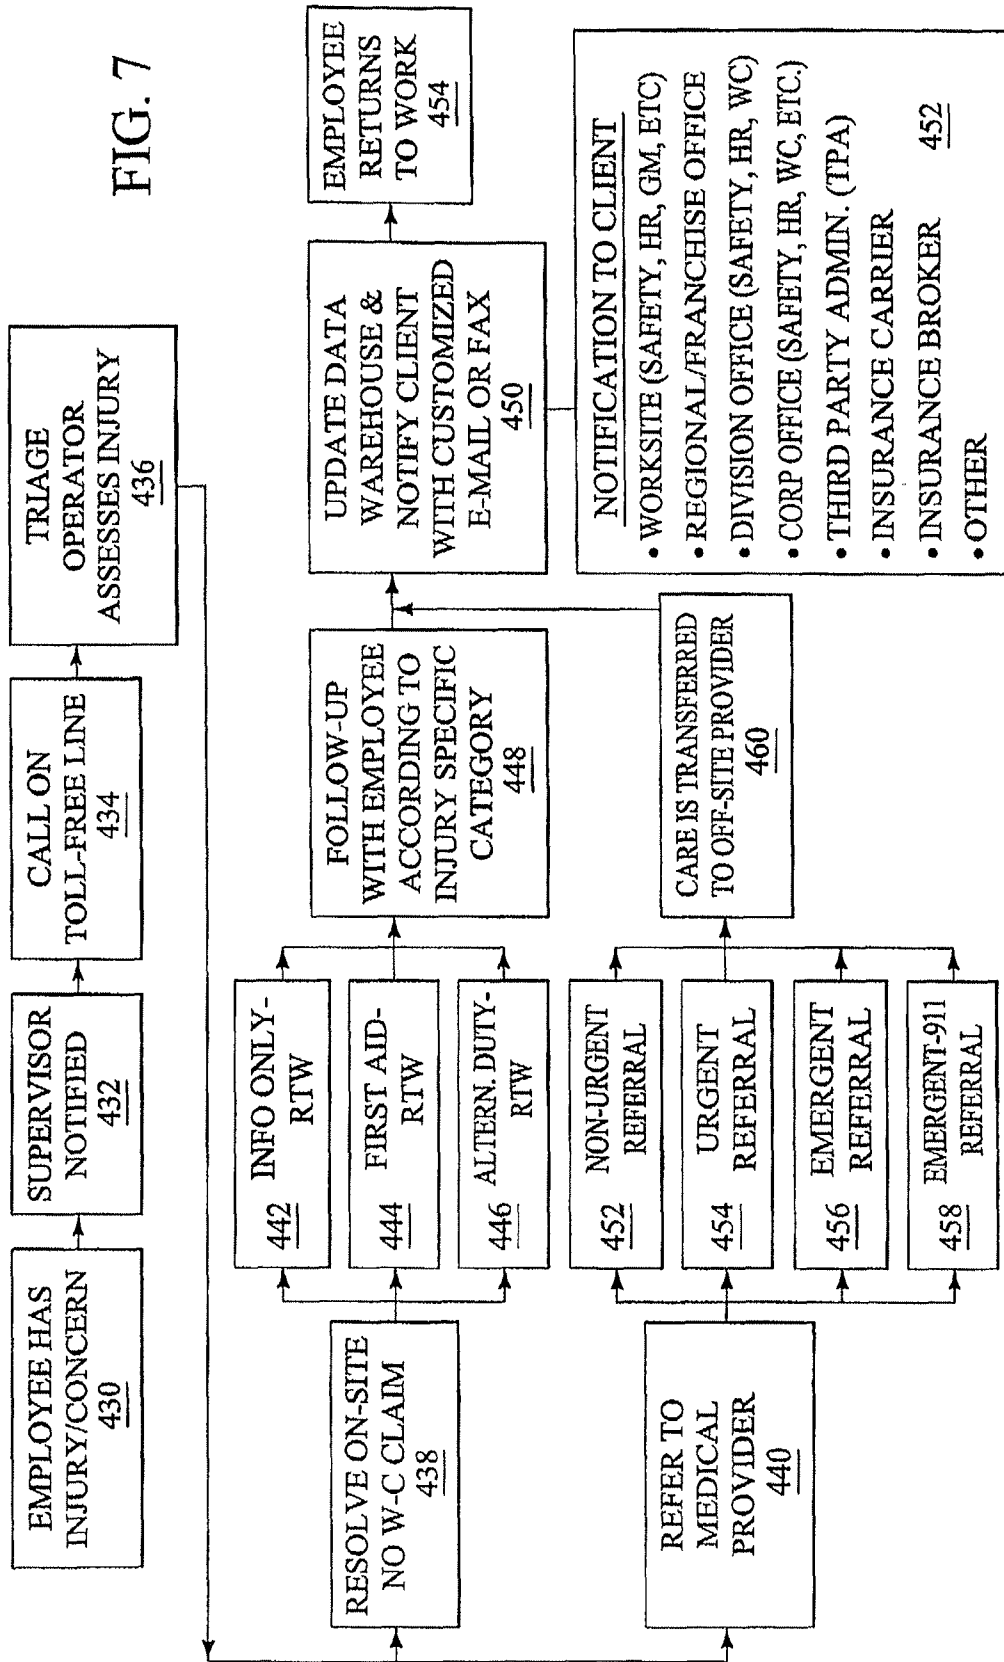 FIG. 7
EMPLOYEE HAS
INJURY/CONCERN
430
SUPERVISOR
NOTIFIED
432
CALL ON
TOLL-FREE LINE
434
TRIAGE
OPERATOR
ASSESSES INJURY
436
RESOLVE ON-SITE
NO W-C CLAIM
438
REFER TO
MEDICAL
PROVIDER
440
442 INFO ONLY-
RTW
444 FIRST AID-
RTW
446 ALTERN. DUTY-
RTW
452 NON-URGENT
REFERRAL
454 URGENT
REFERRAL
456 EMERGENT
REFERRAL
458 EMERGENT-911
REFERRAL
FOLLOW-UP
WITH EMPLOYEE
ACCORDING TO
INJURY SPECIFIC
CATEGORY
448
CARE IS TRANSFERRED
TO OFF-SITE PROVIDER
460
UPDATE DATA
WAREHOUSE &
NOTIFY CLIENT
WITH CUSTOMIZED
E-MAIL OR FAX
450
EMPLOYEE
RETURNS
TO WORK
454
NOTIFICATION TO CLIENT
• WORKSITE (SAFETY, HR, GM, ETC)
• REGIONAL/FRANCHISE OFFICE
• DIVISION OFFICE (SAFETY, HR, WC)
• CORP OFFICE (SAFETY, HR, WC, ETC.)
• THIRD PARTY ADMIN. (TPA)
• INSURANCE CARRIER
• INSURANCE BROKER 452
• OTHER